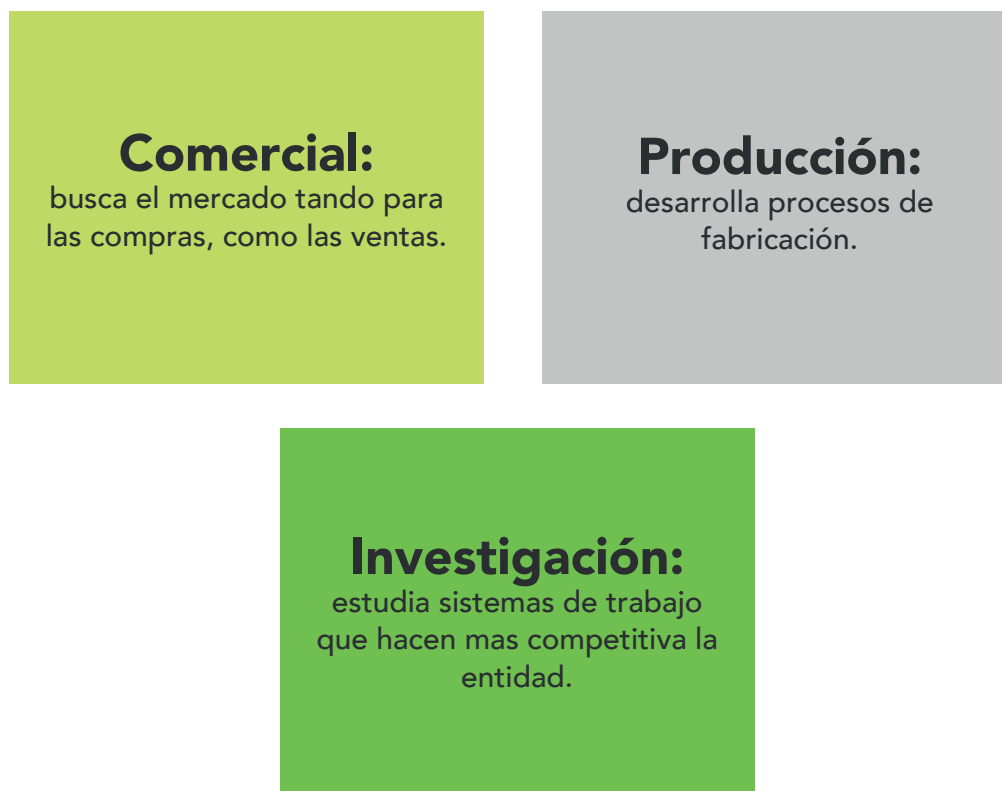 Comercial:
busca el mercado tando para
las compras, como las ventas.
Producción:
desarrolla procesos de
fabricación.
Investigación:
estudia sistemas de trabajo
que hacen mas competitiva la
entidad.